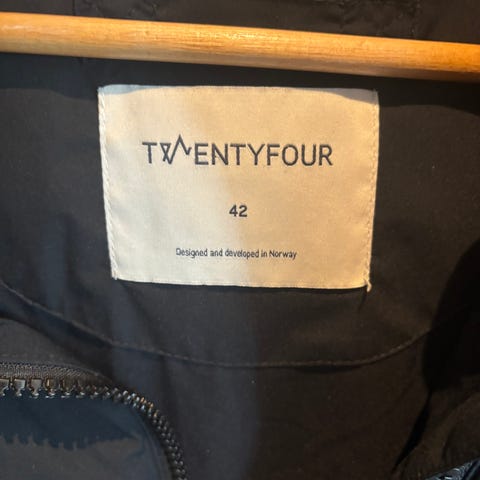 TWENTYFOUR
42
Designed and developed in Norway